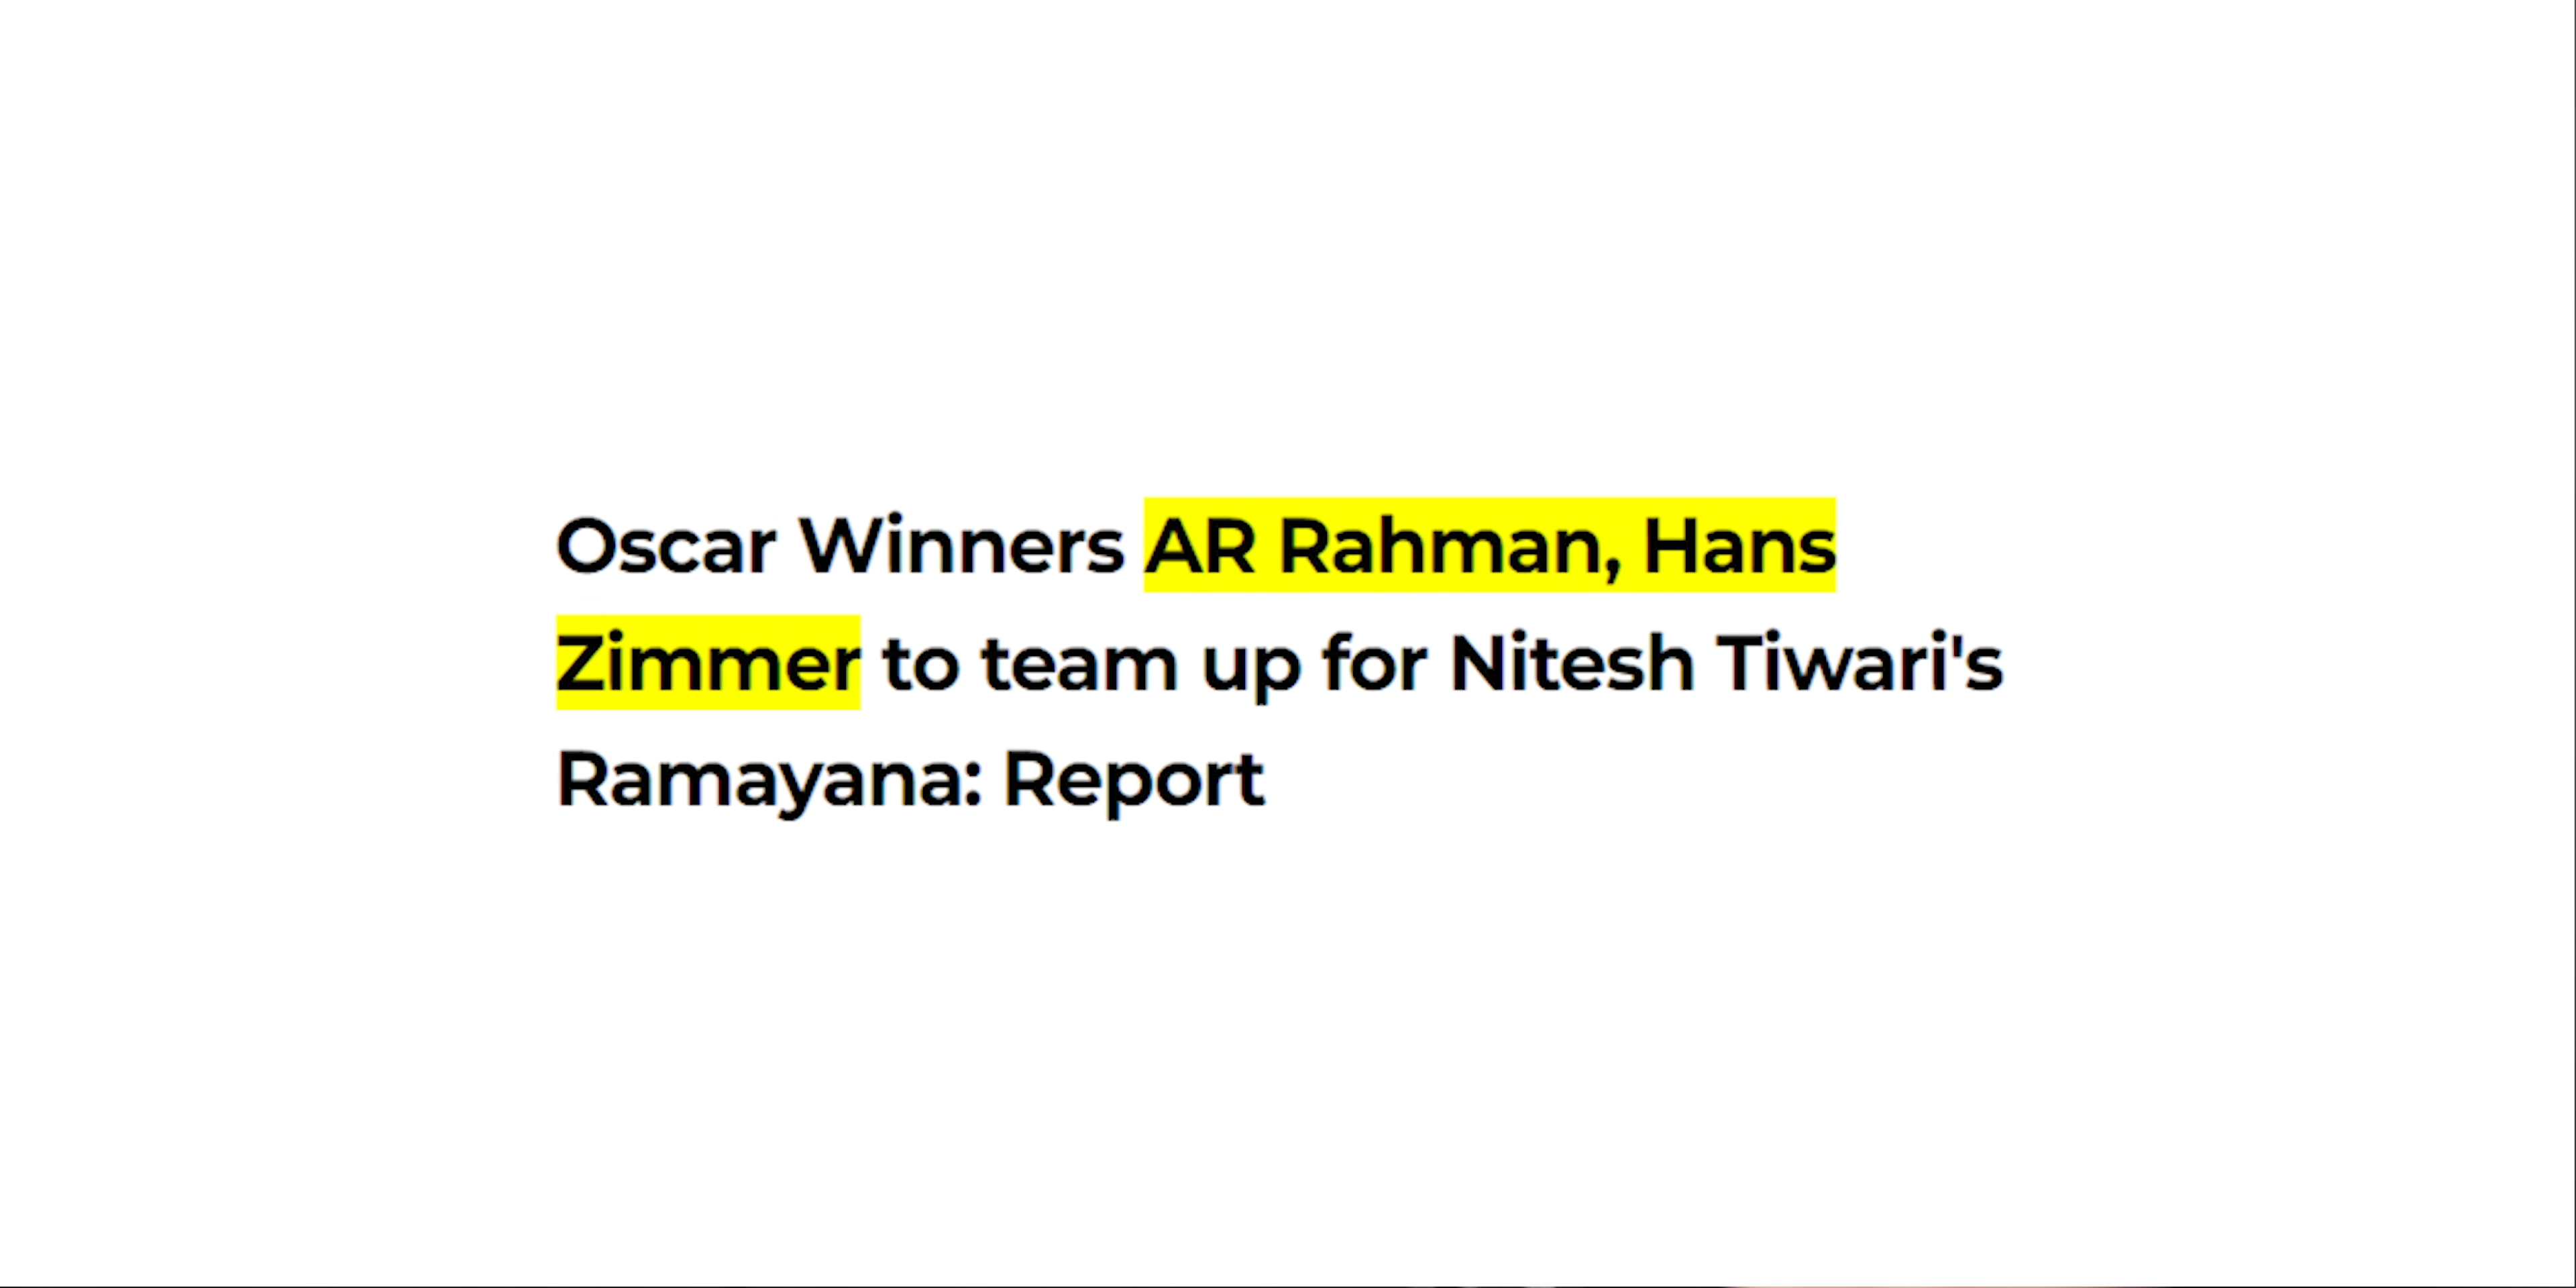 Oscar Winners AR Rahman, Hans
Zimmer to team up for Nitesh Tiwari's
Ramayana: Report